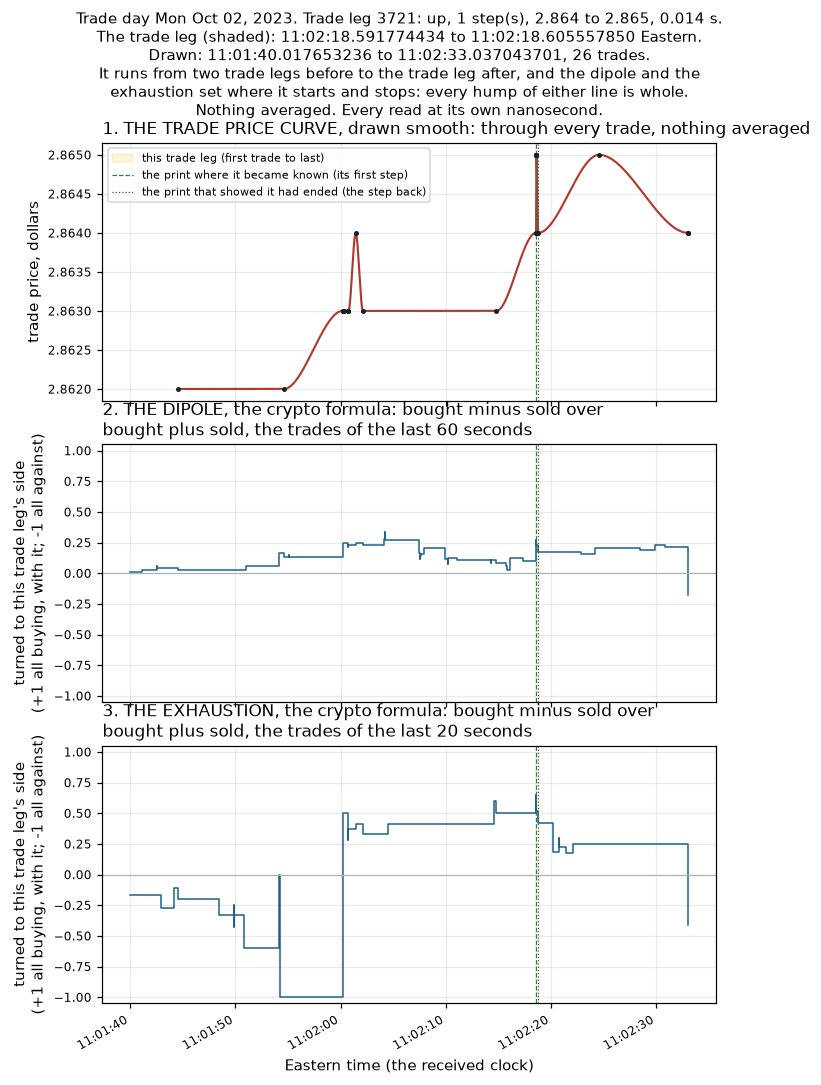 Trade day Mon Oct 02, 2023. Trade leg 3721: up, 1 step(s), 2.864 to 2.865, 0.014 s.
The trade leg (shaded): 11:02:18.591774434 to 11:02:18.605557850 Eastern.
Drawn: 11:01:40.017653236 to 11:02:33.037043701, 26 trades.
It runs from two trade legs before to the trade leg after, and the dipole and the
exhaustion set where it starts and stops: every hump of either line is whole.
Nothing averaged. Every read at its own nanosecond.
1. THE TRADE PRICE CURVE, drawn smooth: through every trade, nothing averaged
this trade leg (first trade to last)
the print where it became known (its first step)
the print that showed it had ended (the step back)
trade price, dollars
2.8650
2.8645
2.8640
2.8635
2.8630
2.8625
2.8620
2. THE DIPOLE, the crypto formula: bought minus sold over
bought plus sold, the trades of the last 60 seconds
turned to this trade leg's side
(+1 all buying, with it; -1 all against)
1.00
0.75
0.50
0.25
0.00
−0.25
−0.50
−0.75
−1.00
3. THE EXHAUSTION, the crypto formula: bought minus sold over
bought plus sold, the trades of the last 20 seconds
turned to this trade leg's side
(+1 all buying, with it; -1 all against)
1.00
0.75
0.50
0.25
0.00
−0.25
−0.50
−0.75
−1.00
11:01:40
11:01:50
11:02:00
11:02:10
11:02:20
11:02:30
Eastern time (the received clock)